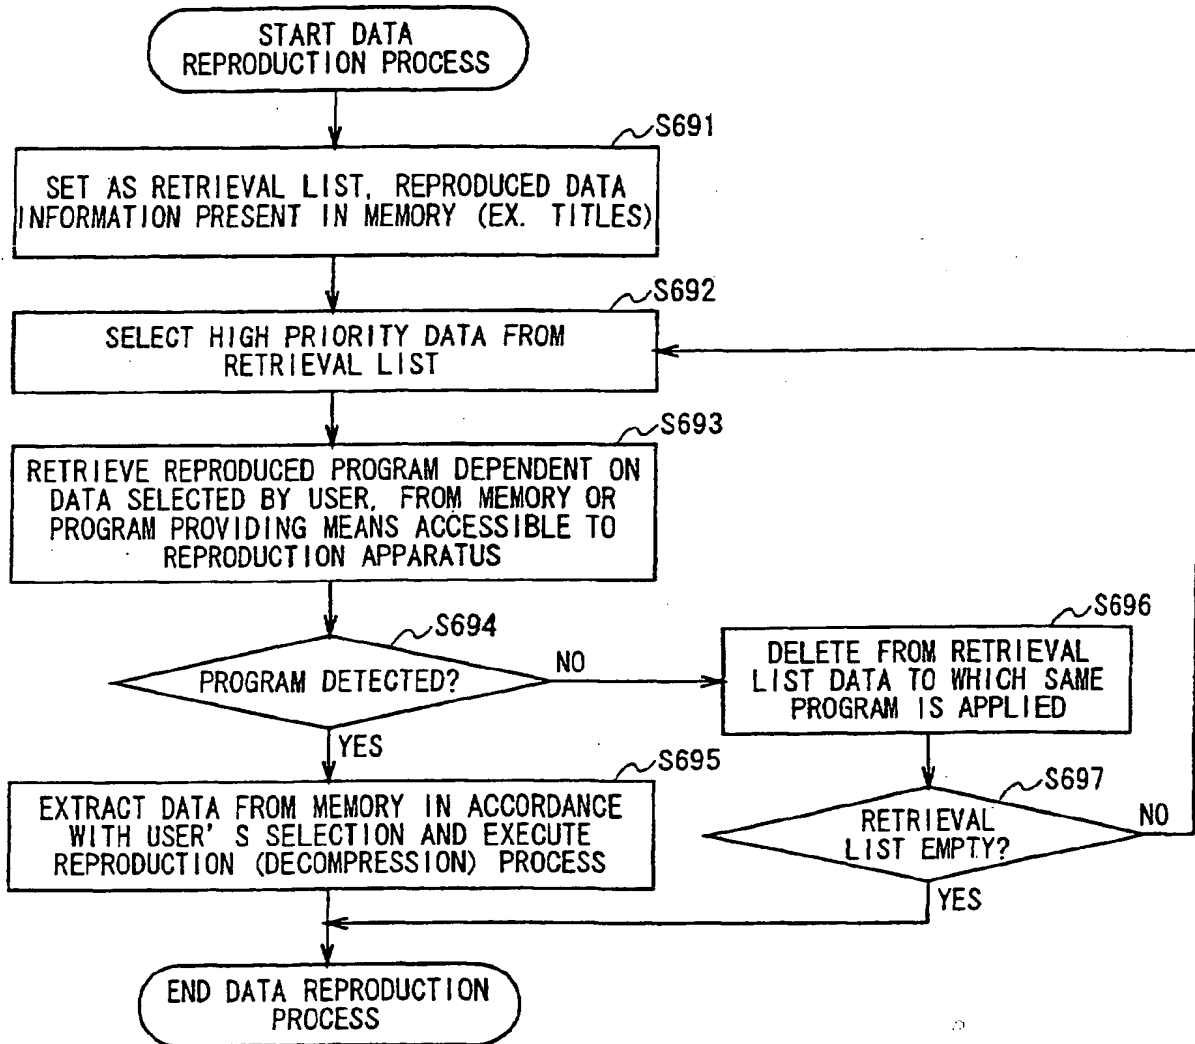 START DATA
REPRODUCTION PROCESS
S691
SET AS RETRIEVAL LIST, REPRODUCED DATA
INFORMATION PRESENT IN MEMORY (EX. TITLES)
S692
SELECT HIGH PRIORITY DATA FROM
RETRIEVAL LIST
S693
RETRIEVE REPRODUCED PROGRAM DEPENDENT ON
DATA SELECTED BY USER, FROM MEMORY OR
PROGRAM PROVIDING MEANS ACCESSIBLE TO
REPRODUCTION APPARATUS
S694
PROGRAM DETECTED?
NO
YES
S696
DELETE FROM RETRIEVAL
LIST DATA TO WHICH SAME
PROGRAM IS APPLIED
S695
EXTRACT DATA FROM MEMORY IN ACCORDANCE
WITH USER'S SELECTION AND EXECUTE
REPRODUCTION (DECOMPRESSION) PROCESS
S697
RETRIEVAL
LIST EMPTY?
NO
YES
END DATA REPRODUCTION
PROCESS